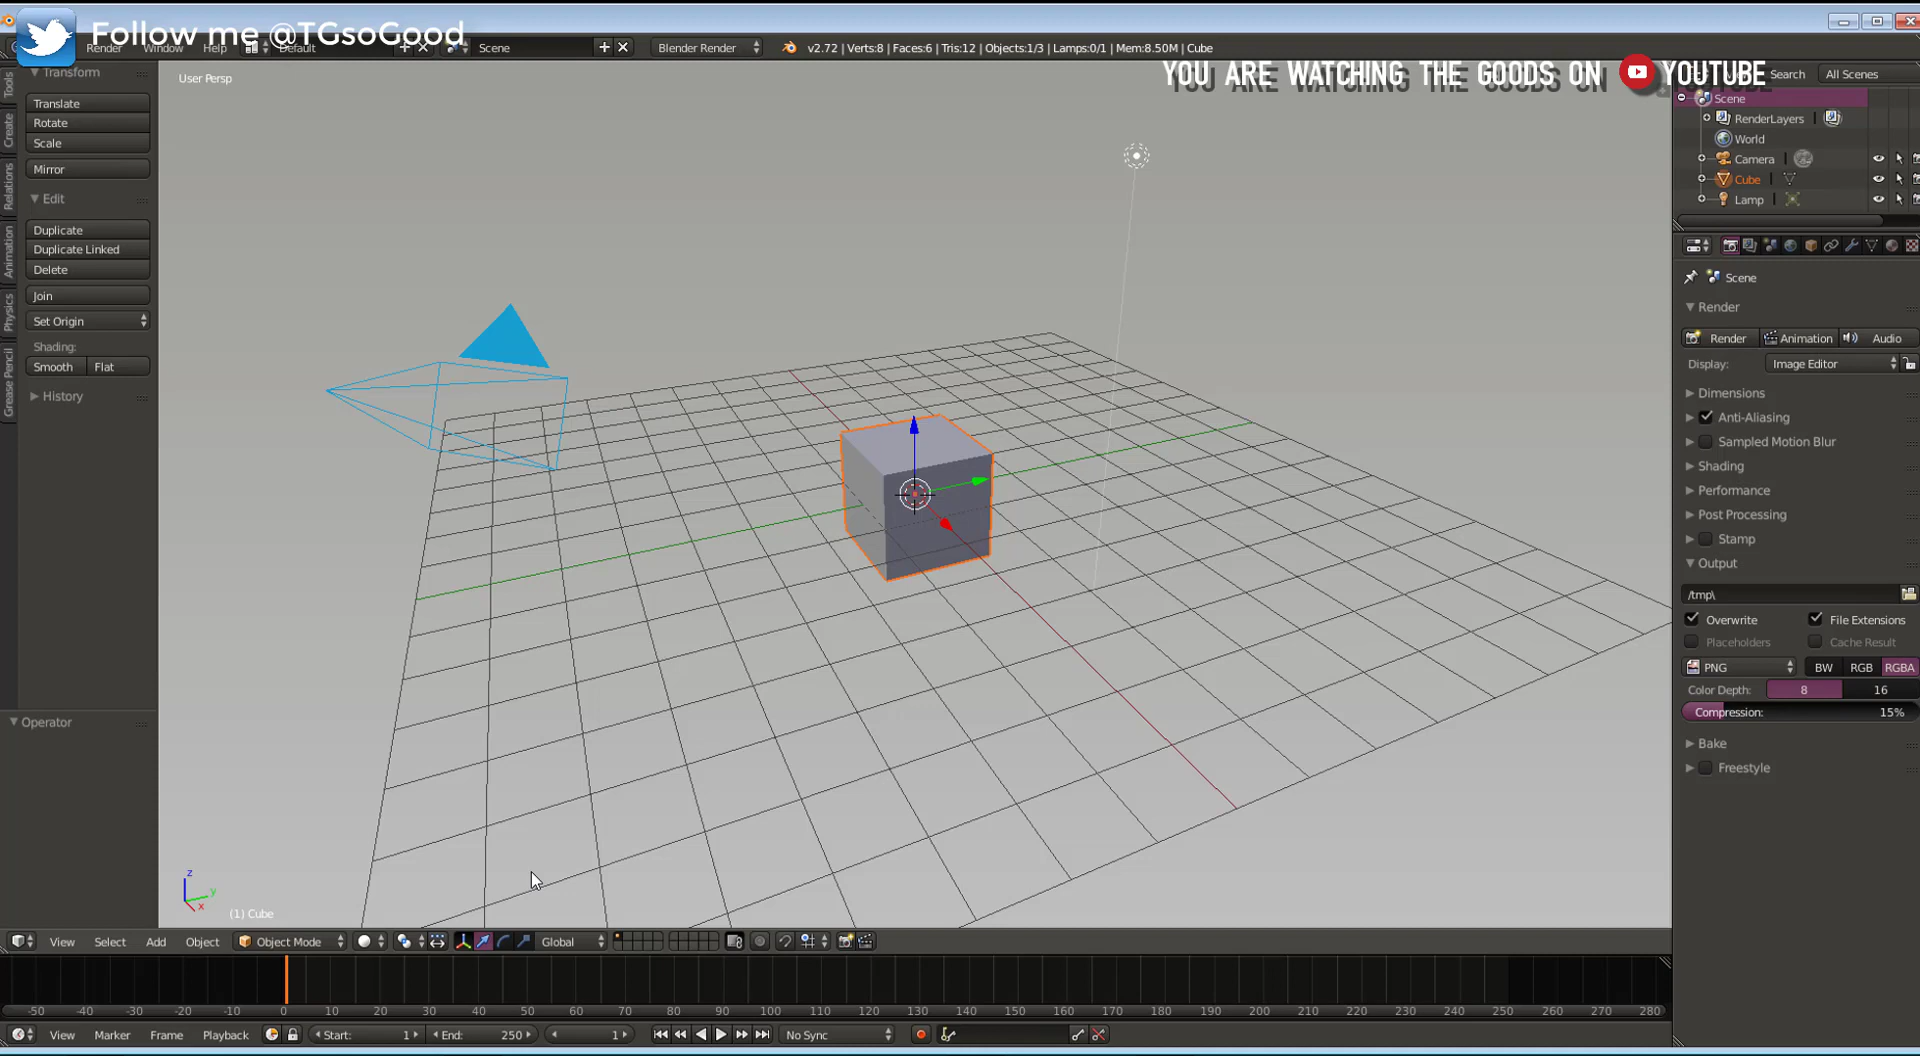 Follow me @TGsoGood
Render Window Help Default Scene Blender Render v2.72 | Verts:8 | Faces:6 | Tris:12 | Objects:1/3 | Lamps:0/1 | Mem:8.50M | Cube
YOU ARE WATCHING THE GOODS ON YOUTUBE
Tools
Create
Relations
Animation
Physics
Grease Pencil
Transform
Translate
Rotate
Scale
Mirror
Edit
Duplicate
Duplicate Linked
Delete
Join
Set Origin
Shading:
Smooth Flat
History
Operator
User Persp
z
y
x
(1) Cube
Search All Scenes
Scene
RenderLayers
World
Camera
Cube
Lamp
Scene
Render
Render Animation Audio
Display: Image Editor
Dimensions
Anti-Aliasing
Sampled Motion Blur
Shading
Performance
Post Processing
Stamp
Output
/tmp\
Overwrite File Extensions
Placeholders Cache Result
PNG BW RGB RGBA
Color Depth: 8 16
Compression: 15%
Bake
Freestyle
View Select Add Object Object Mode Global
-50 -40 -30 -20 -10 0 10 20 30 40 50 60 70 80 90 100 110 120 130 140 150 160 170 180 190 200 210 220 230 240 250 260 270 280
View Marker Frame Playback Start: 1 End: 250 1 No Sync